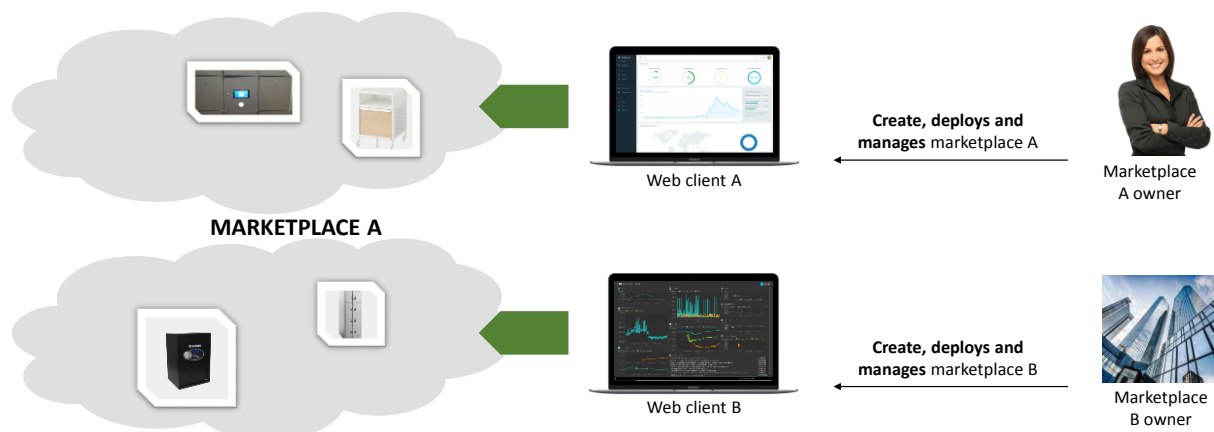 Create, deploys and
manages marketplace A
Web client A
Marketplace
A owner
MARKETPLACE A
Create, deploys and
manages marketplace B
Web client B
Marketplace
B owner